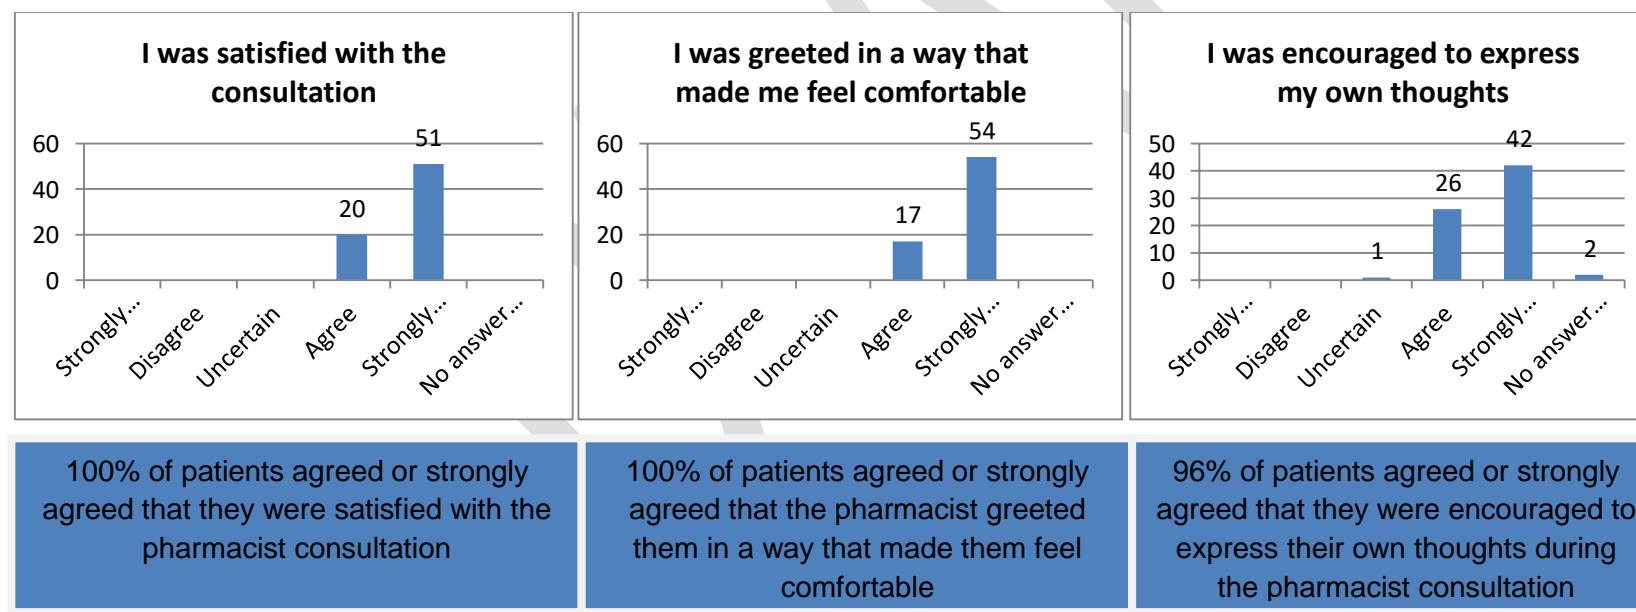 I was satisfied with the
consultation
60
40
20
0
20
51
Strongly...
Disagree
Uncertain
Agree
Strongly...
No answer...
I was greeted in a way that
made me feel comfortable
60
40
20
0
17
54
Strongly...
Disagree
Uncertain
Agree
Strongly...
No answer...
I was encouraged to express
my own thoughts
50
40
30
20
10
0
1
26
42
2
Strongly...
Disagree
Uncertain
Agree
Strongly...
No answer...
100% of patients agreed or strongly
agreed that they were satisfied with the
pharmacist consultation
100% of patients agreed or strongly
agreed that the pharmacist greeted
them in a way that made them feel
comfortable
96% of patients agreed or strongly
agreed that they were encouraged to
express their own thoughts during
the pharmacist consultation